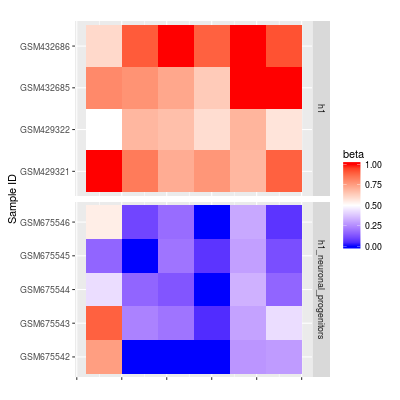 GSM432686
GSM432685
GSM429322
GSM429321
h1
GSM675546
GSM675545
GSM675544
GSM675543
GSM675542
h1_neuronal_progenitors
Sample ID
beta
1.00
0.75
0.50
0.25
0.00